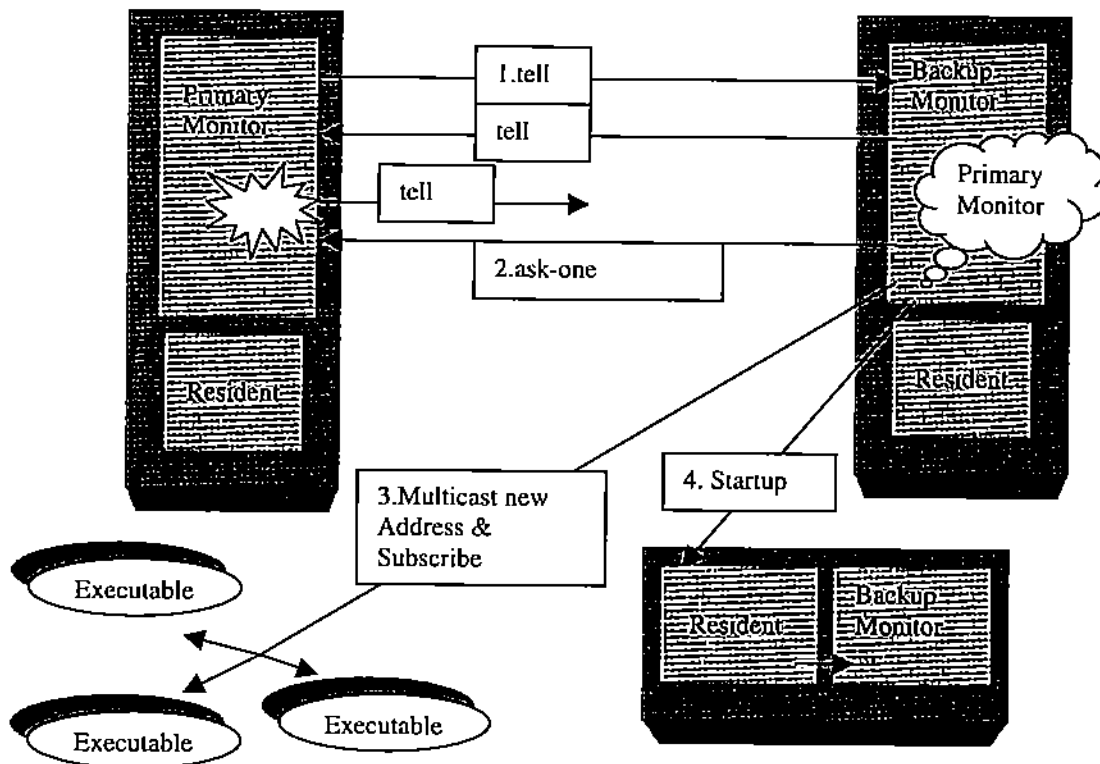 1.tell
Primary
Monitor
Backup
Monitor
tell
Primary
Monitor
tell
2.ask-one
Resident
Resident
3.Multicast new
Address &
Subscribe
4. Startup
Executable
Resident
Backup
Monitor
Executable
Executable